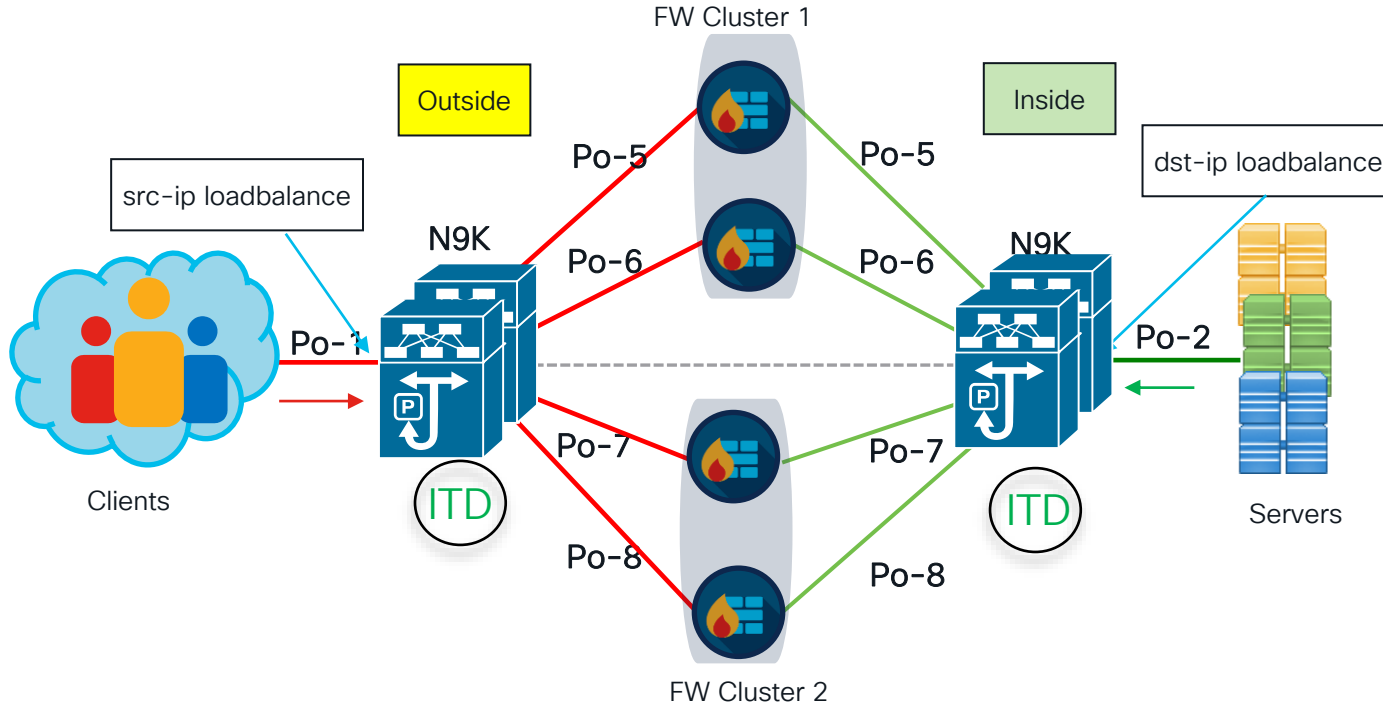 FW Cluster 1
Outside
Inside
Po-5
Po-5
dst-ip loadbalance
src-ip loadbalance
N9K
N9K
Po-6
Po-6
Po-1
Po-2
P
P
Po-7
Po-7
Clients
ITD
ITD
Servers
Po-8
Po-8
FW Cluster 2